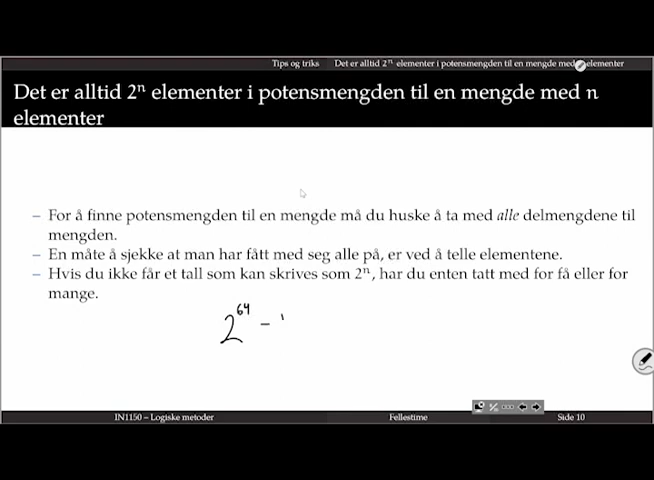 Tips og triks Det er alltid 2ⁿ elementer i potensmengden til en mengde med elementer
Det er alltid 2ⁿ elementer i potensmengden til en mengde med n
elementer
– For å finne potensmengden til en mengde må du huske å ta med alle delmengdene til
mengden.
– En måte å sjekke at man har fått med seg alle på, er ved å telle elementene.
– Hvis du ikke får et tall som kan skrives som 2ⁿ, har du enten tatt med for få eller for
mange.
2⁶⁴ –
IN1150 – Logiske metoder Fellestime Side 10